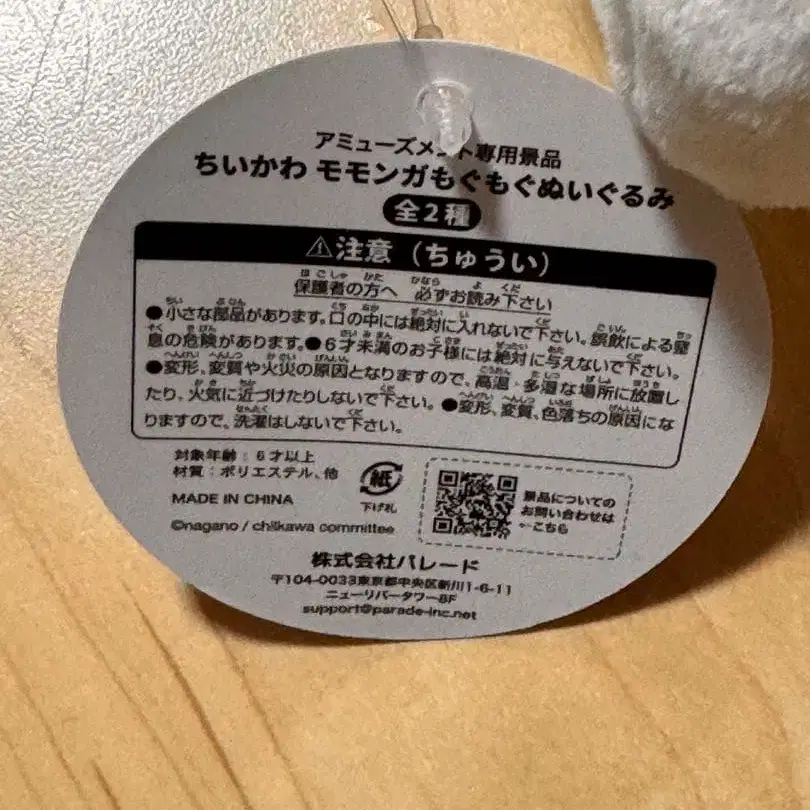 アミューズメント専用景品
ちいかわ モモンガもぐもぐぬいぐるみ
全2種
⚠注意（ちゅうい）
保護者の方へ 必ずお読み下さい
●小さな部品があります。口の中には絶対に入れないで下さい。誤飲による窒
息の危険があります。●6才未満のお子様には絶対に与えないで下さい。
●変形、変質や火災の原因となりますので、高温・多湿な場所に放置し
たり、火気に近づけたりしないで下さい。●変形、変質、色落ちの原因にな
りますので、洗濯はしないで下さい。
対象年齢：6才以上
材質：ポリエステル、他
MADE IN CHINA
©nagano / chiikawa committee
紙
下げ札
景品についての
お問い合わせは
←こちら
株式会社パレード
〒104-0033東京都中央区新川1-6-11
ニューリバータワー8F
support@parade-inc.net